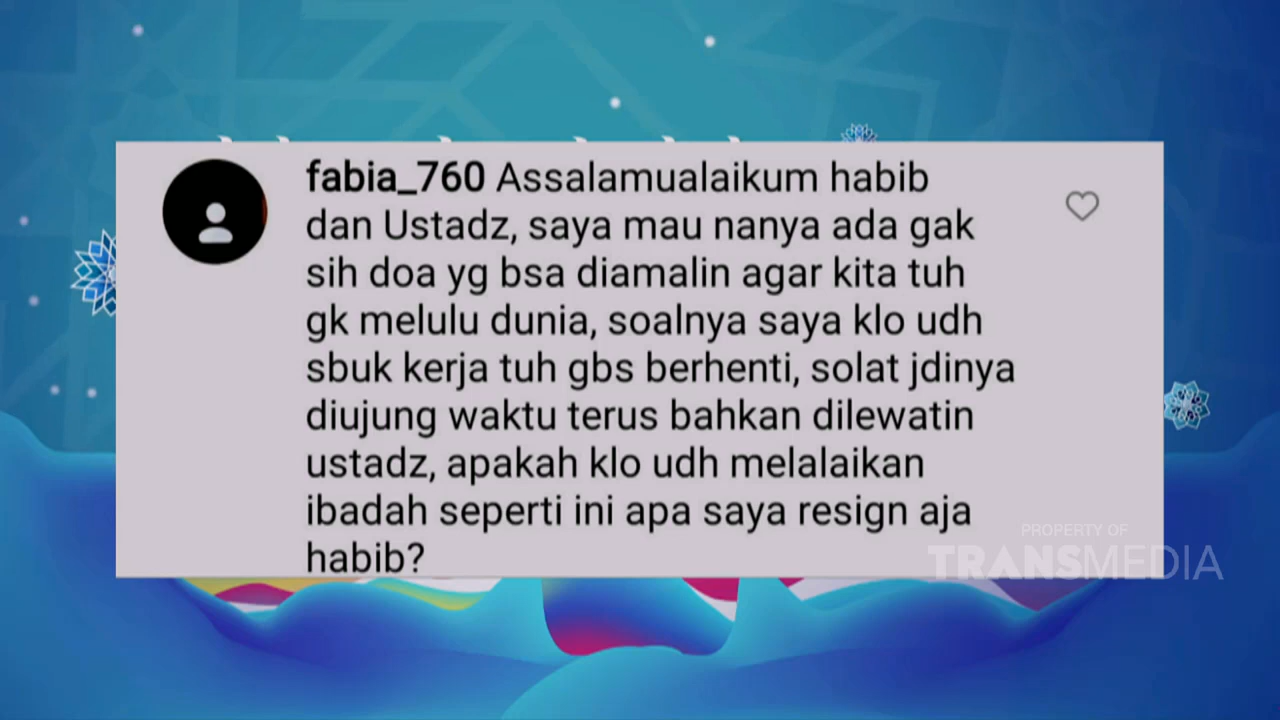 fabia_760 Assalamualaikum habib
dan Ustadz, saya mau nanya ada gak
sih doa yg bsa diamalin agar kita tuh
gk melulu dunia, soalnya saya klo udh
sbuk kerja tuh gbs berhenti, solat jdinya
diujung waktu terus bahkan dilewatin
ustadz, apakah klo udh melalaikan
ibadah seperti ini apa saya resign aja
habib?
PROPERTY OF
TRANSMEDIA